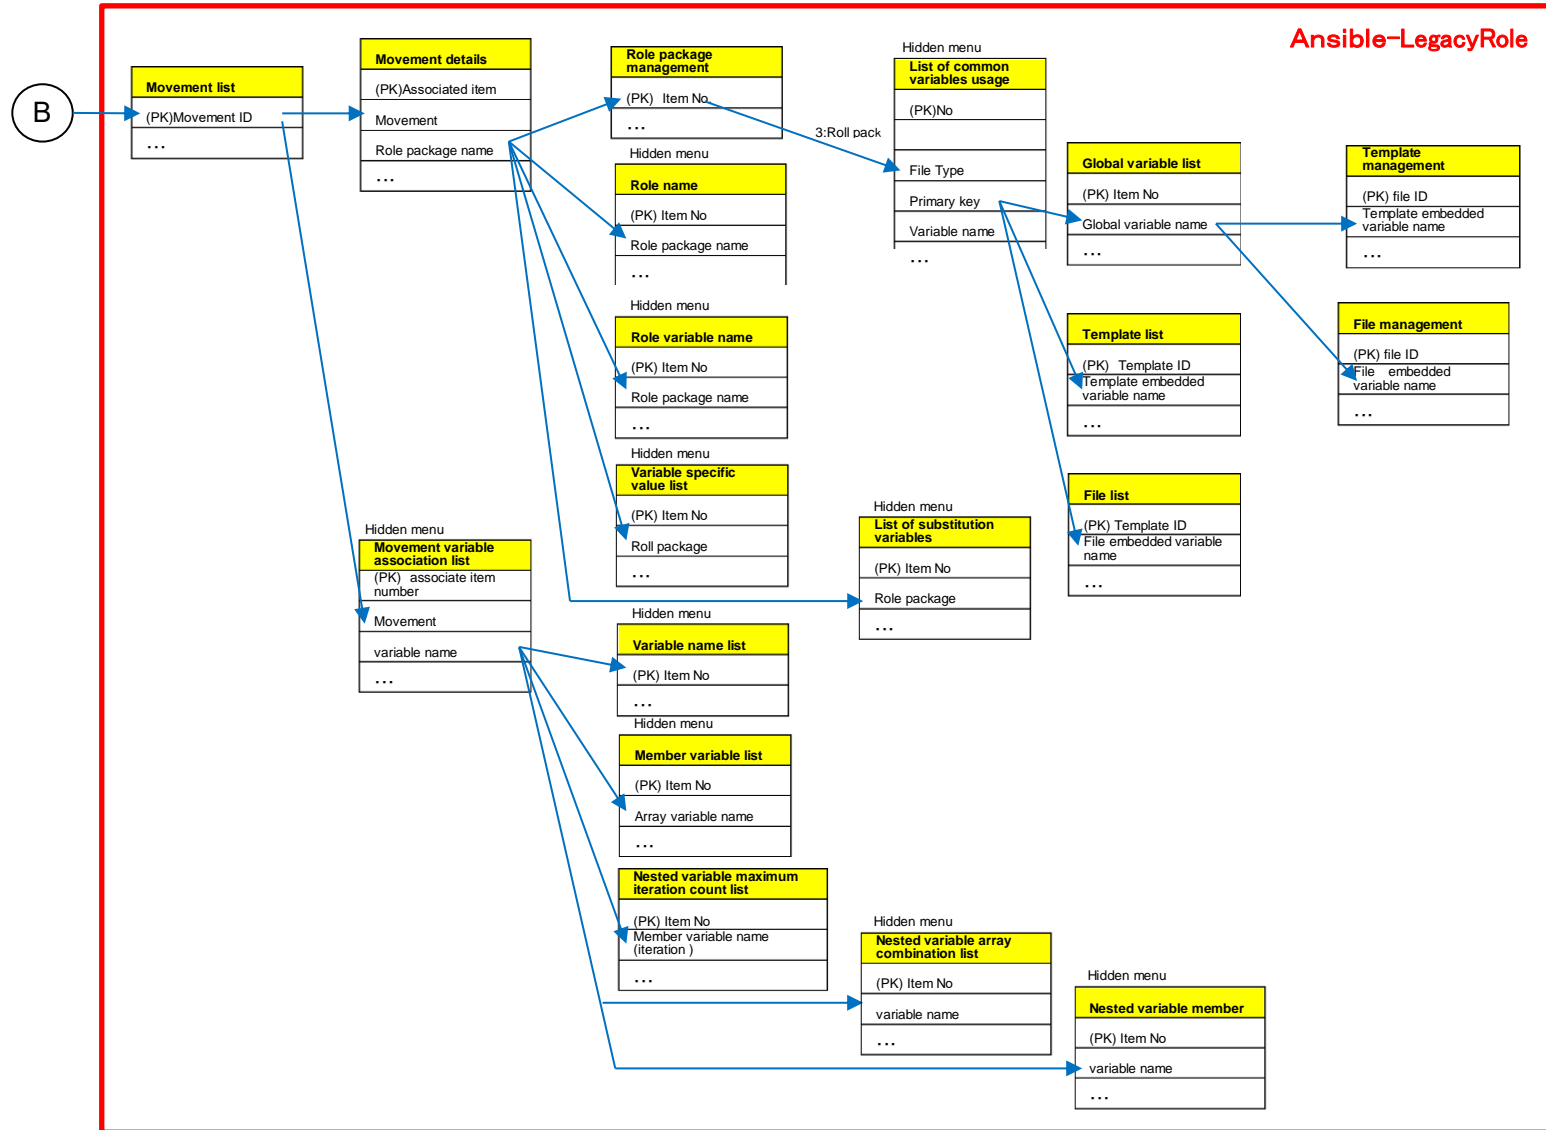 Ansible-LegacyRole
B
Movement list
(PK)Movement ID
...
Movement details
(PK)Associated item
Movement
Role package name
...
Role package
management
(PK) Item No
...
3:Roll pack
Hidden menu
List of common
variables usage
(PK)No
File Type
Primary key
Variable name
...
Global variable list
(PK) Item No
Global variable name
...
Template
management
(PK) file ID
Template embedded
variable name
...
Hidden menu
Role name
(PK) Item No
Role package name
...
Hidden menu
Role variable name
(PK) Item No
Role package name
...
Template list
(PK) Template ID
Template embedded
variable name
...
File management
(PK) file ID
File embedded
variable name
...
Hidden menu
Variable specific
value list
(PK) Item No
Roll package
...
File list
(PK) Template ID
File embedded variable
name
...
Hidden menu
List of substitution
variables
(PK) Item No
Role package
...
Hidden menu
Movement variable
association list
(PK) associate item
number
Movement
variable name
...
Hidden menu
Variable name list
(PK) Item No
...
Hidden menu
Member variable list
(PK) Item No
Array variable name
...
Nested variable maximum
iteration count list
(PK) Item No
Member variable name
(iteration )
...
Hidden menu
Nested variable array
combination list
(PK) Item No
variable name
...
Hidden menu
Nested variable member
(PK) Item No
variable name
...